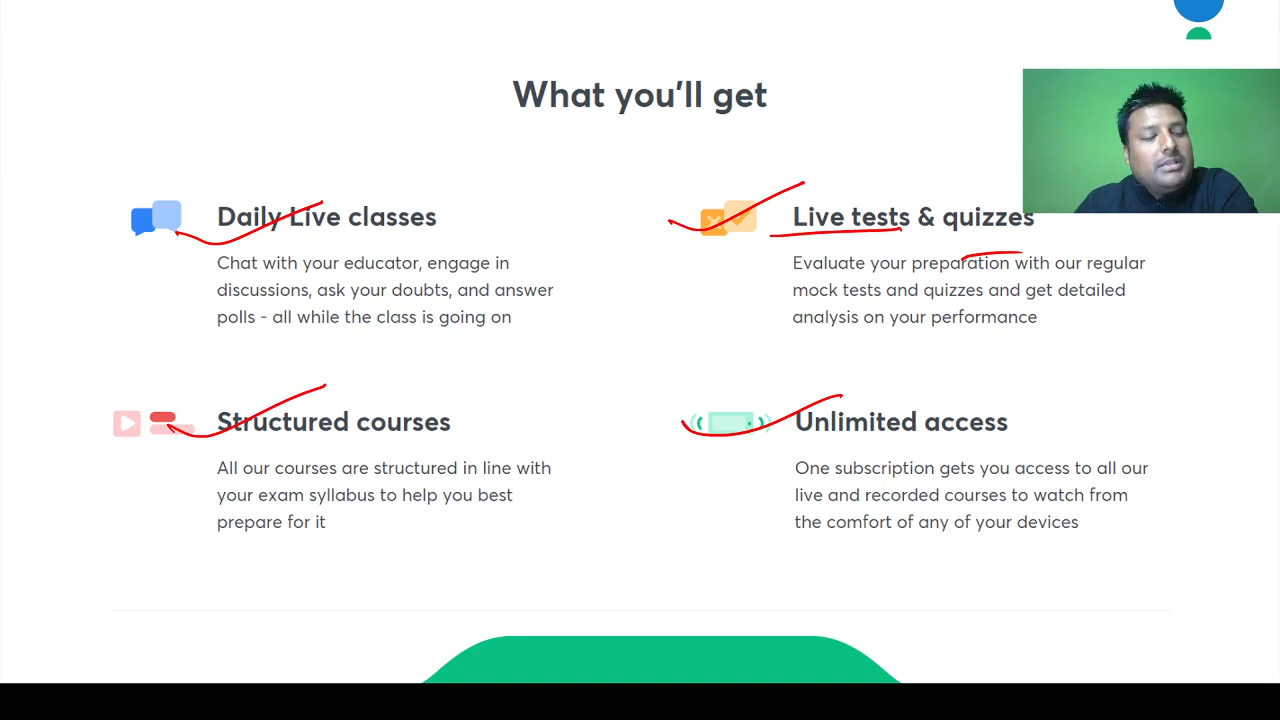 What you'll get
Daily Live classes
Chat with your educator, engage in
discussions, ask your doubts, and answer
polls - all while the class is going on
Live tests & quizzes
Evaluate your preparation with our regular
mock tests and quizzes and get detailed
analysis on your performance
Structured courses
All our courses are structured in line with
your exam syllabus to help you best
prepare for it
Unlimited access
One subscription gets you access to all our
live and recorded courses to watch from
the comfort of any of your devices